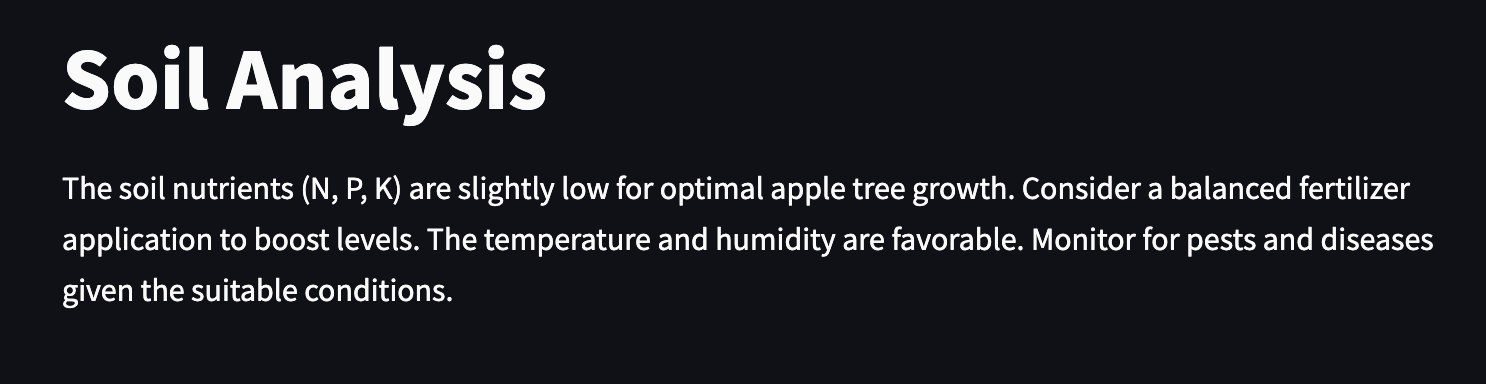 Soil Analysis
The soil nutrients (N, P, K) are slightly low for optimal apple tree growth. Consider a balanced fertilizer
application to boost levels. The temperature and humidity are favorable. Monitor for pests and diseases
given the suitable conditions.